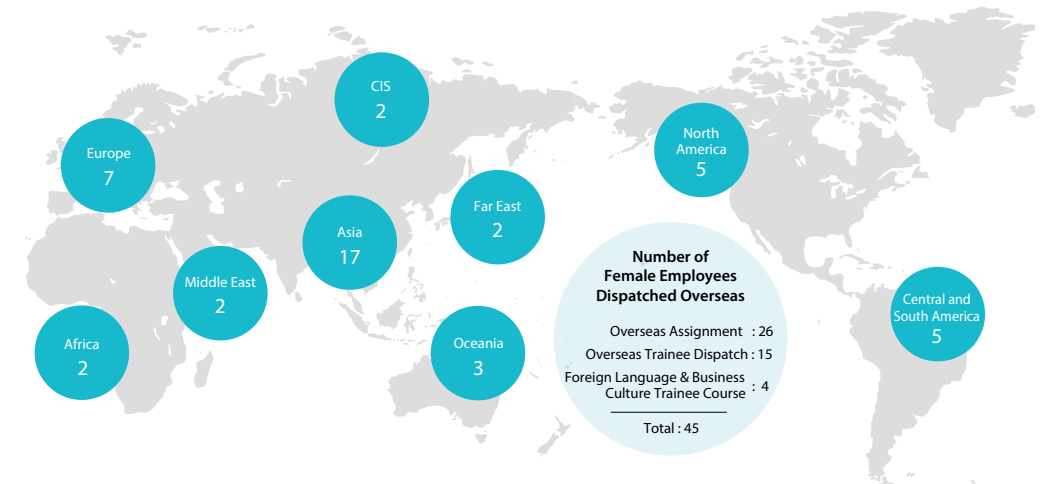 CIS
2
Europe
7
North
America
5
Far East
2
Asia
17
Middle East
2
Africa
2
Oceania
3
Central and
South America
5
Number of
Female Employees
Dispatched Overseas
Overseas Assignment : 26
Overseas Trainee Dispatch : 15
Foreign Language & Business
Culture Trainee Course : 4
Total : 45